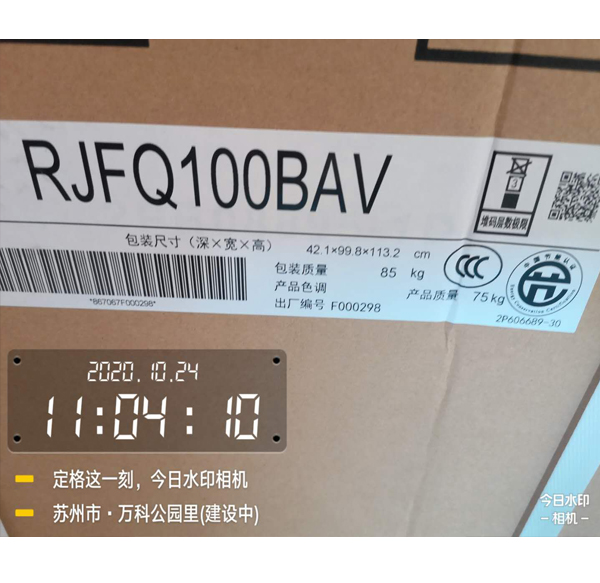 RJFQ100BAV
3
堆码层数极限
包装尺寸（深×宽×高） 42.1×99.8×113.2 cm
包装质量 85 kg
产品色调 产品质量 75kg
出厂编号 F000298
*867067F000298*
2P606689-30
2020.10.24
11:04:10
定格这一刻，今日水印相机
苏州市·万科公园里(建设中)
今日水印
-相机-